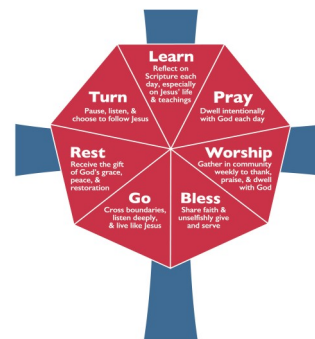 Learn
Reflect on
Scripture each
day, especially
on Jesus' life
& teachings
Pray
Dwell intentionally
with God each day
Worship
Gather in community
weekly to thank,
praise, & dwell
with God
Bless
Share faith &
unselfishly give
and serve
Go
Cross boundaries,
listen deeply,
& live like Jesus
Rest
Receive the gift
of God's grace,
peace, &
restoration
Turn
Pause, listen, &
choose to follow Jesus